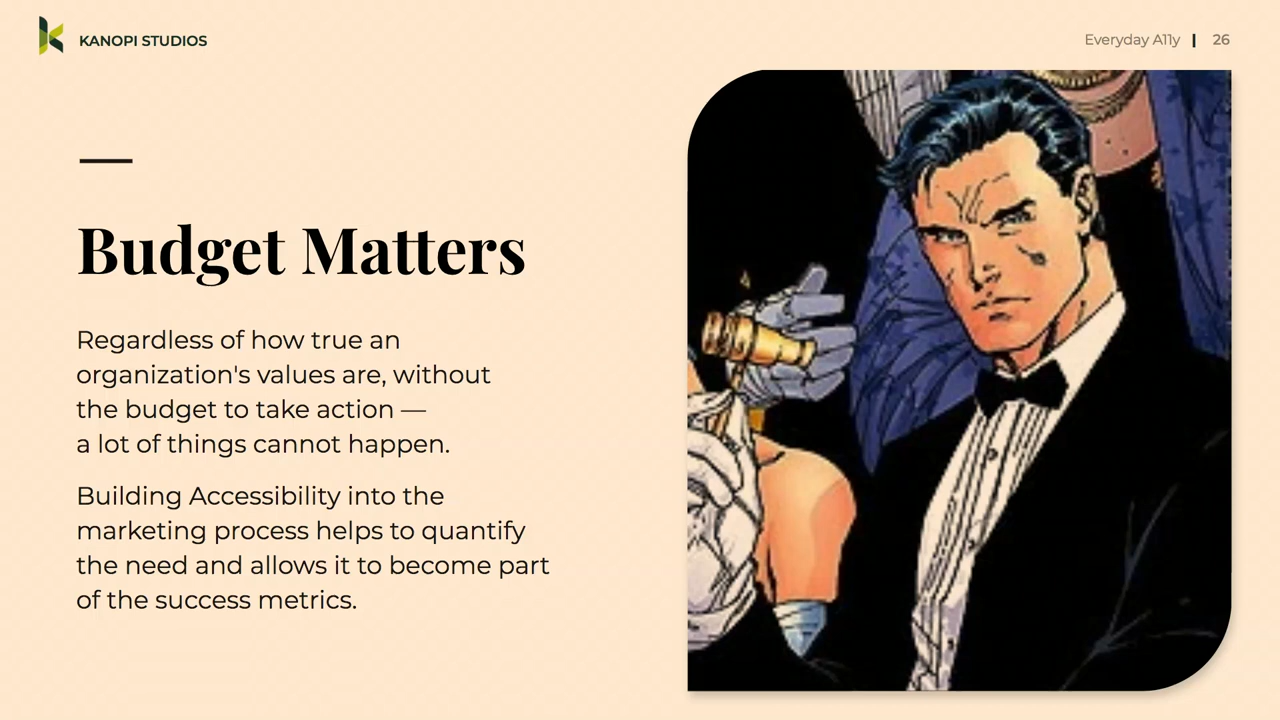 KANOPI STUDIOS
Everyday A11y | 26
Budget Matters
Regardless of how true an
organization's values are, without
the budget to take action —
a lot of things cannot happen.
Building Accessibility into the
marketing process helps to quantify
the need and allows it to become part
of the success metrics.